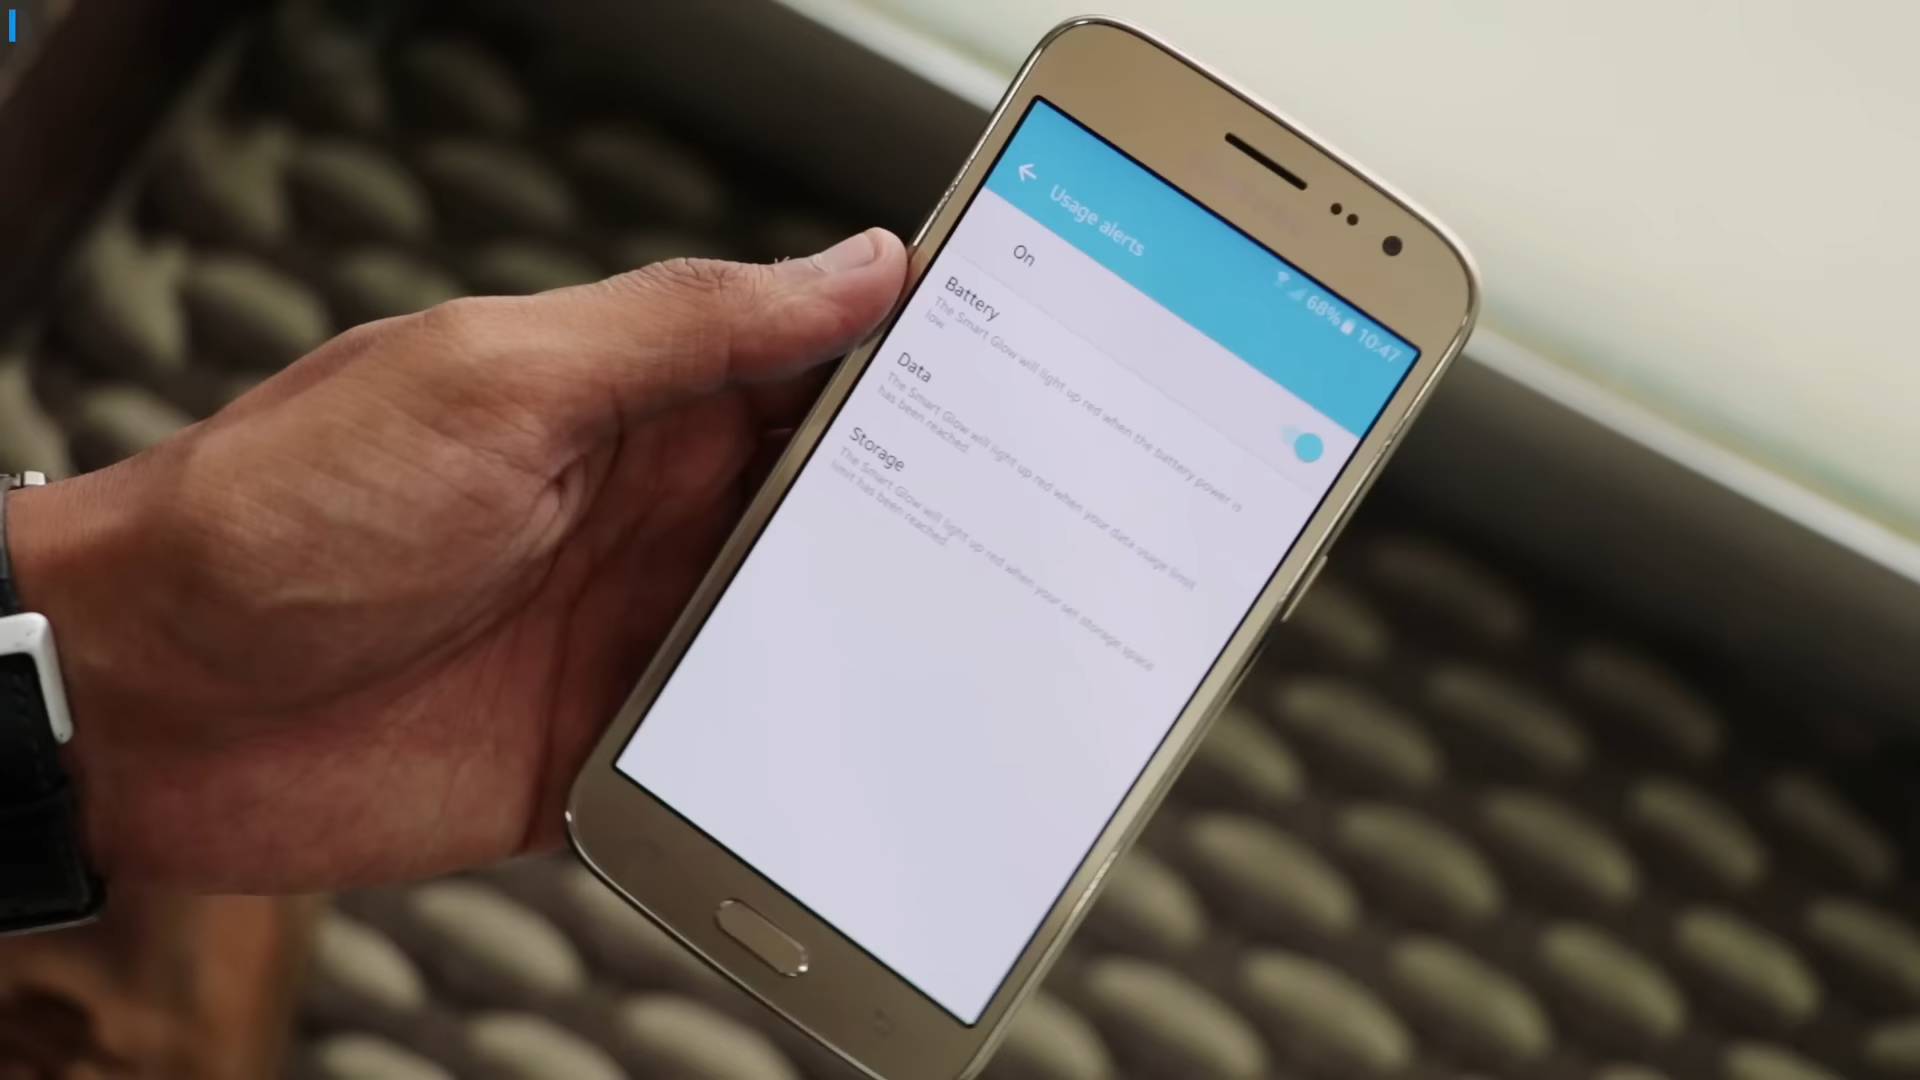 68% 10:47
Usage alerts
On
Battery
The Smart Glow will light up red when the battery power is
low.
Data
The Smart Glow will light up red when your data usage limit
has been reached.
Storage
The Smart Glow will light up red when your set storage space
limit has been reached.